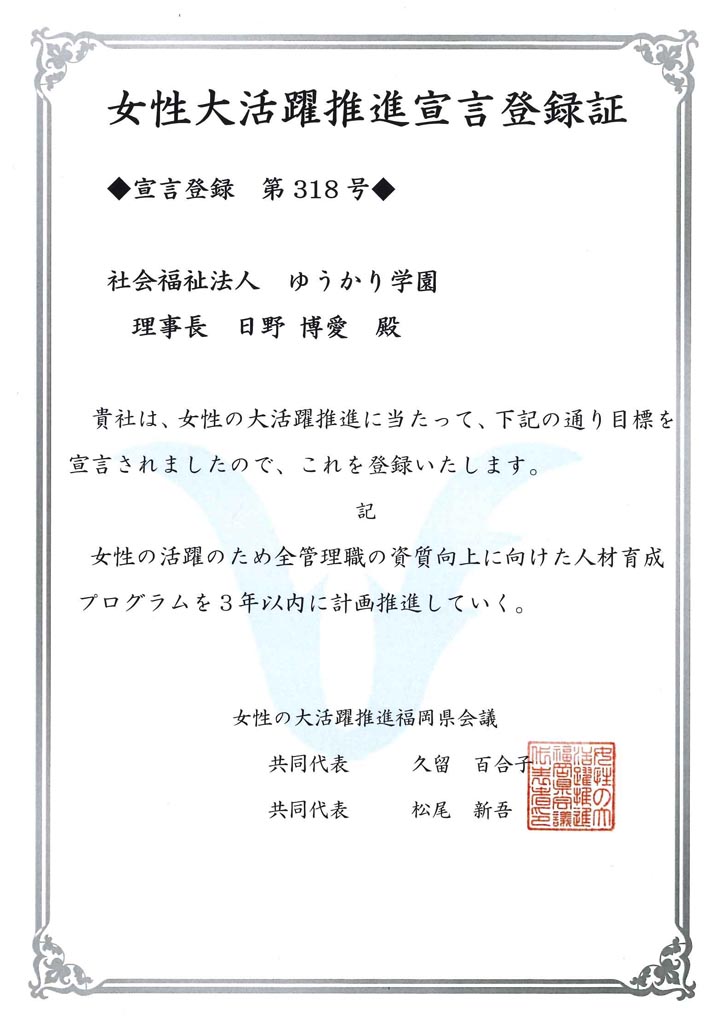 女性大活躍推進宣言登録証
◆宣言登録　第318号◆
社会福祉法人　ゆうかり学園
理事長　日野 博愛　殿
貴社は、女性の大活躍推進に当たって、下記の通り目標を
宣言されましたので、これを登録いたします。
記
女性の活躍のため全管理職の資質向上に向けた人材育成
プログラムを３年以内に計画推進していく。
女性の大活躍推進福岡県会議
共同代表　久留　百合子
共同代表　松尾　新吾
女性の大
活躍推進
福岡県会議
代表者印